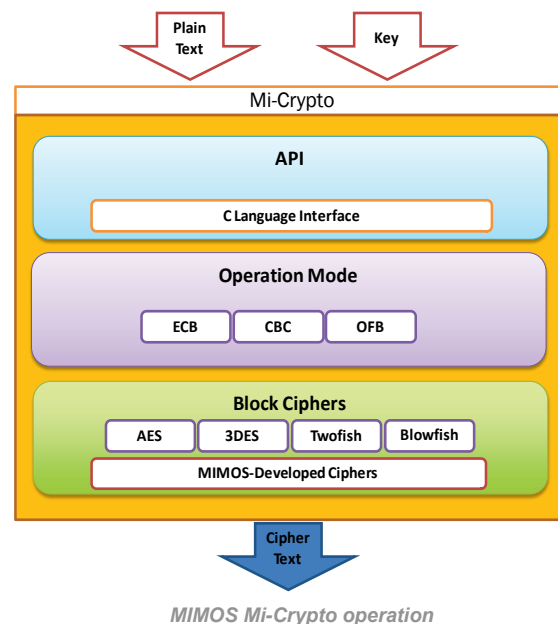 Plain
Text
Key
Mi-Crypto
API
C Language Interface
Operation Mode
ECB CBC OFB
Block Ciphers
AES 3DES Twofish Blowfish
MIMOS-Developed Ciphers
Cipher
Text
MIMOS Mi-Crypto operation